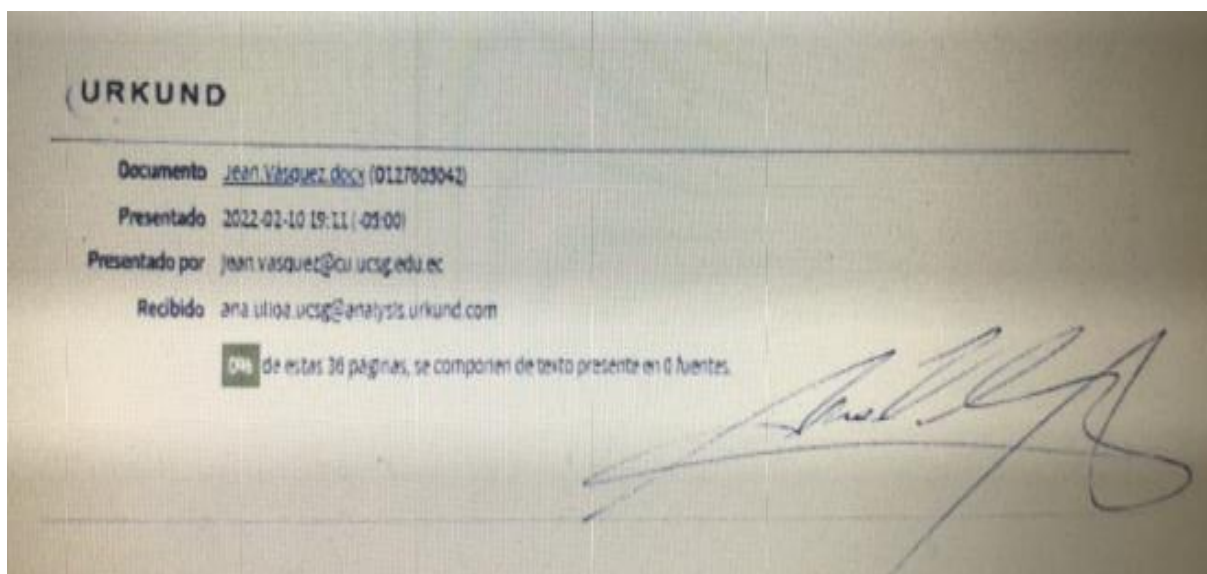 URKUND
Documento Jean Vásquez.docx (D127605042)
Presentado 2022-02-10 19:11 (-05:00)
Presentado por jean.vasquez@cu.ucsg.edu.ec
Recibido ana.ulloa.ucsg@analysis.urkund.com
0% de estas 36 páginas, se componen de texto presente en 0 fuentes.